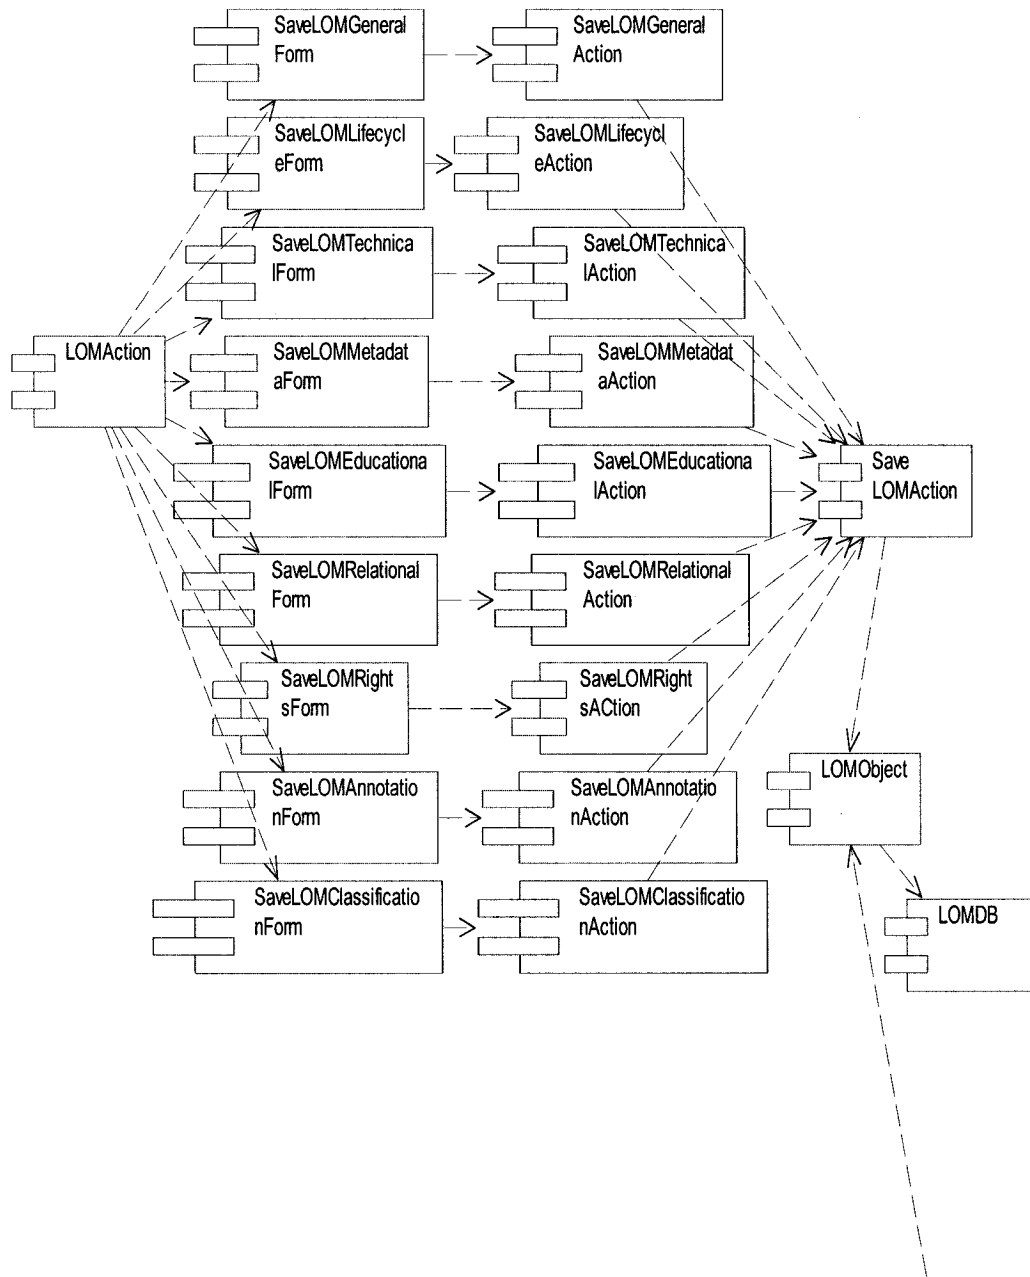 SaveLOMGeneral
Form
SaveLOMGeneral
Action
SaveLOMLifecycl
eForm
SaveLOMLifecycl
eAction
SaveLOMTechnica
lForm
SaveLOMTechnica
lAction
LOMAction
SaveLOMMetadat
aForm
SaveLOMMetadat
aAction
SaveLOMEducationa
lForm
SaveLOMEducationa
lAction
Save
LOMAction
SaveLOMRelational
Form
SaveLOMRelational
Action
SaveLOMRight
sForm
SaveLOMRight
sACtion
LOMObject
SaveLOMAnnotatio
nForm
SaveLOMAnnotatio
nAction
SaveLOMClassificatio
nForm
SaveLOMClassificatio
nAction
LOMDB